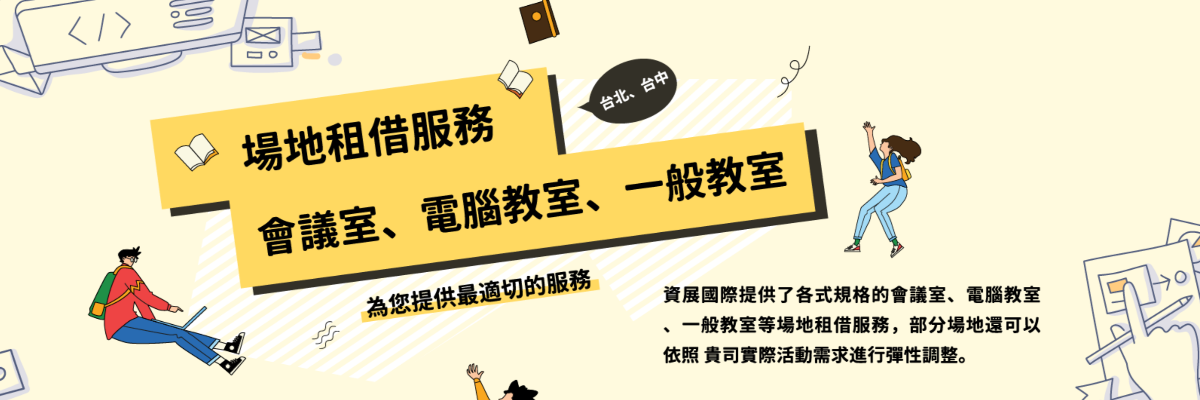 場地租借服務
台北、台中
會議室、電腦教室、一般教室
為您提供最適切的服務
資展國際提供了各式規格的會議室、電腦教室
、一般教室等場地租借服務，部分場地還可以
依照 貴司實際活動需求進行彈性調整。